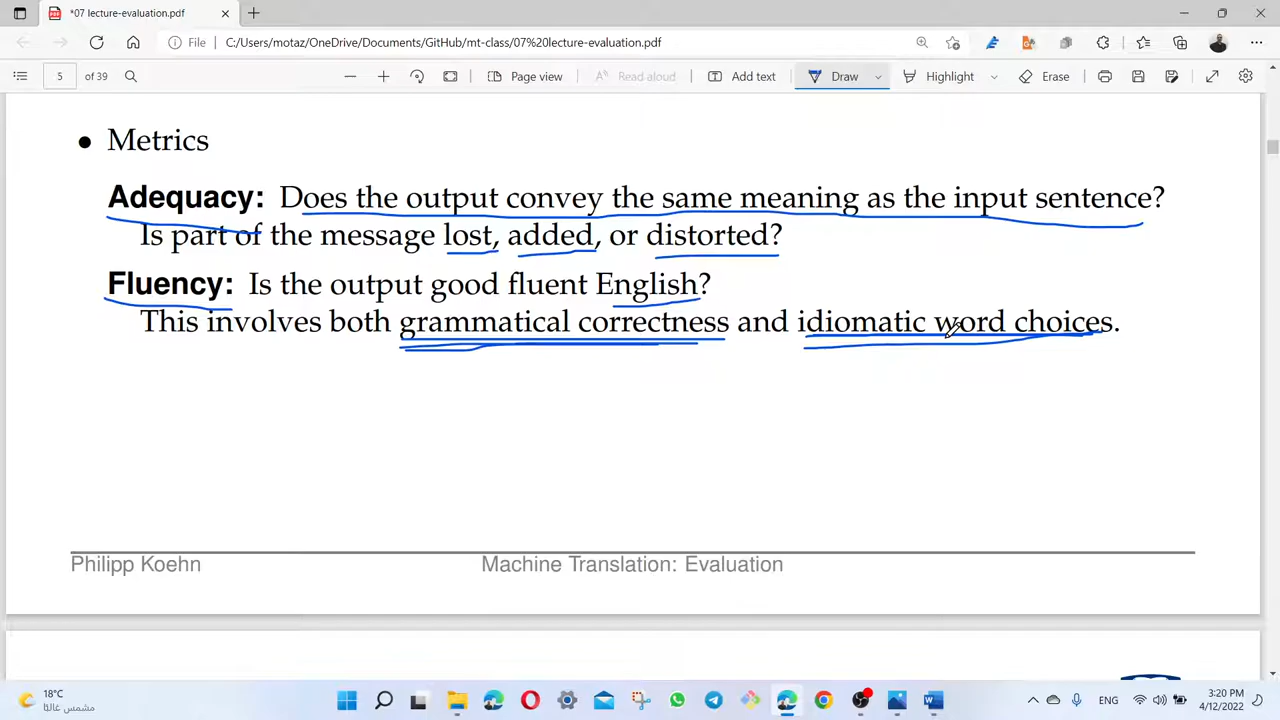 *07 lecture-evaluation.pdf
File C:/Users/motaz/OneDrive/Documents/GitHub/mt-class/07%20lecture-evaluation.pdf
5 of 39 Page view Read aloud Add text Draw Highlight Erase
• Metrics
Adequacy: Does the output convey the same meaning as the input sentence?
Is part of the message lost, added, or distorted?
Fluency: Is the output good fluent English?
This involves both grammatical correctness and idiomatic word choices.
Philipp Koehn Machine Translation: Evaluation
18°C
مشمس غالبًا
ENG
3:20 PM
4/12/2022